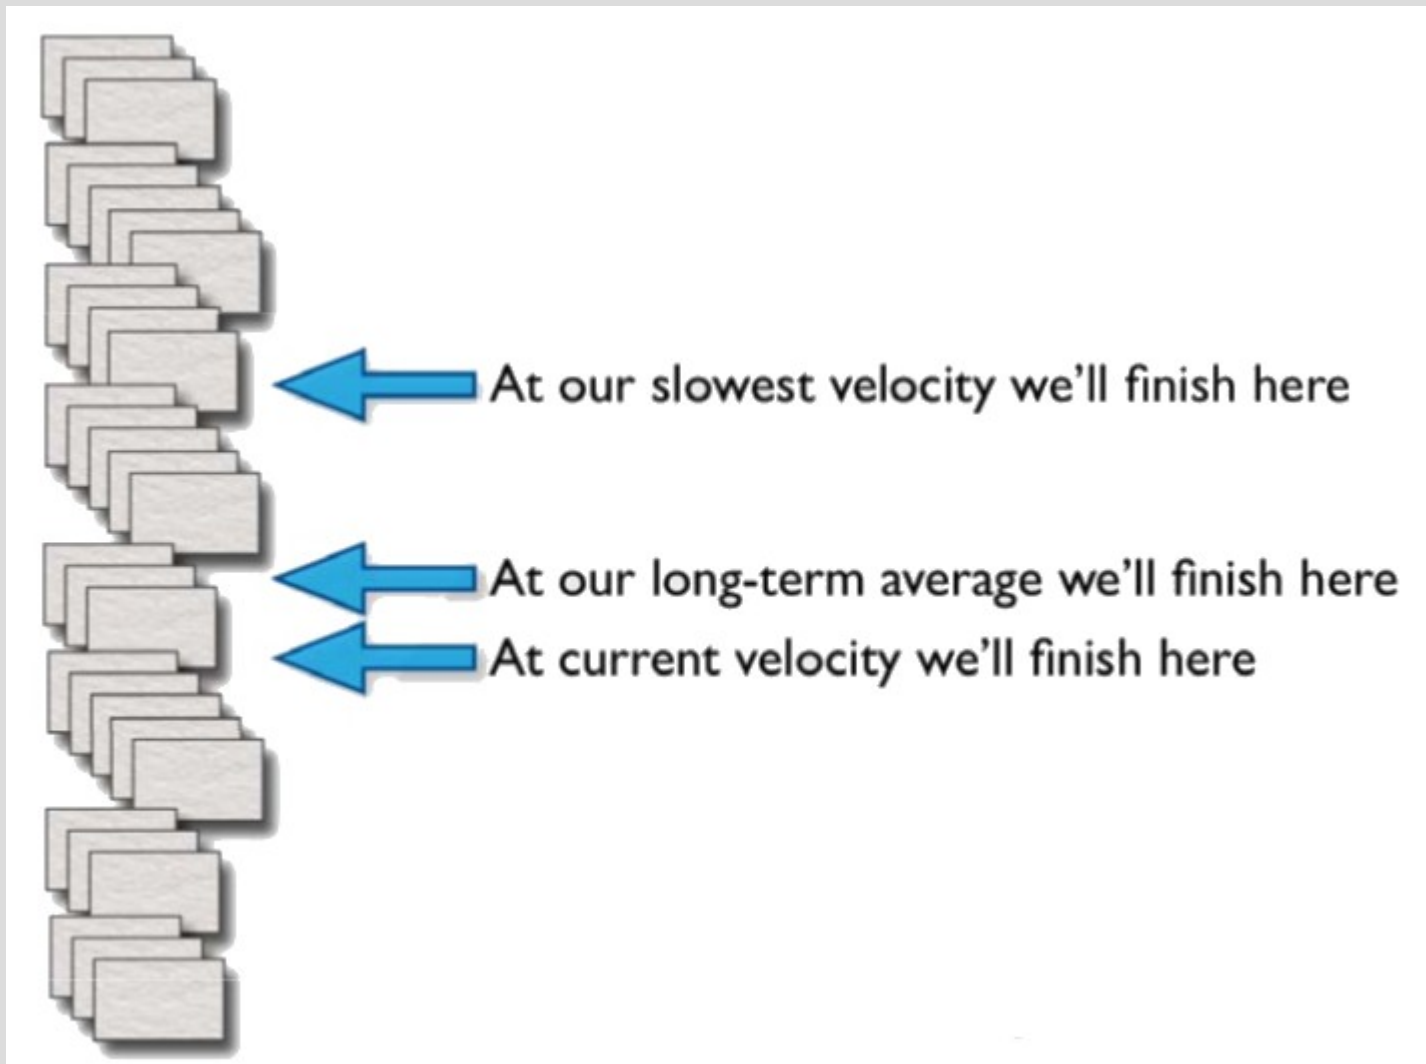 At our slowest velocity we'll finish here
At our long-term average we'll finish here
At current velocity we'll finish here